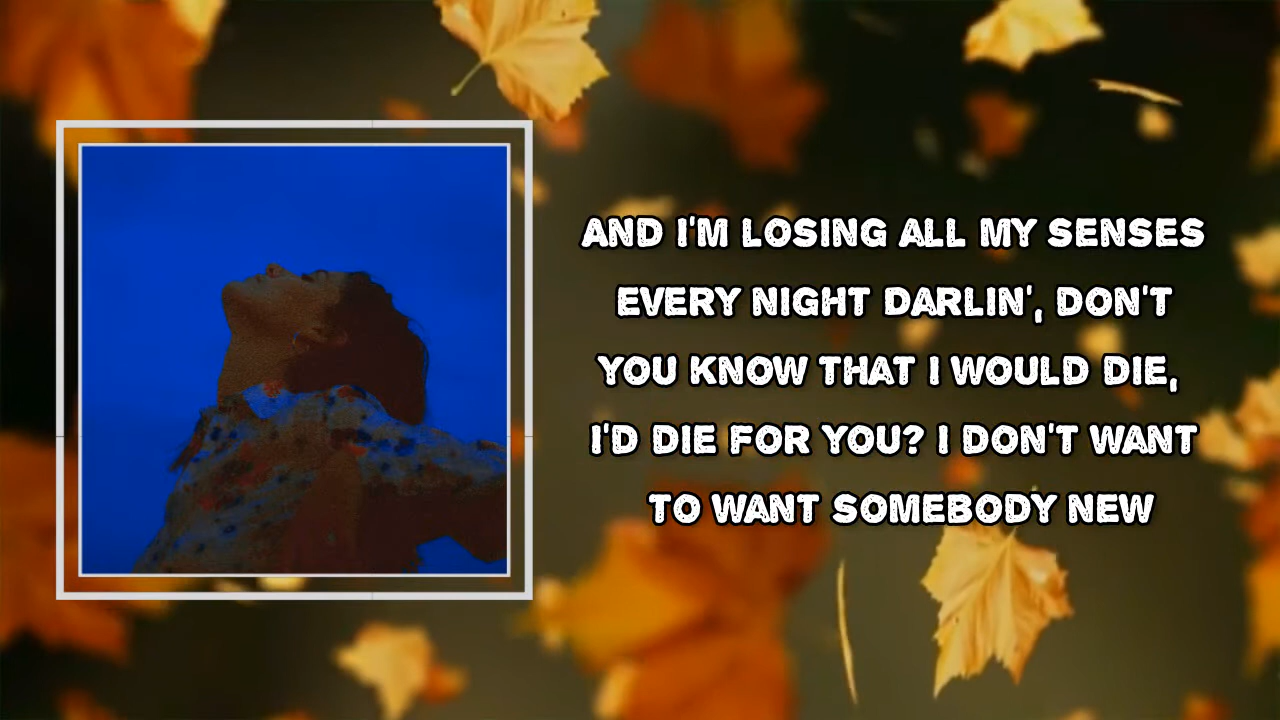 AND I'M LOSING ALL MY SENSES
EVERY NIGHT DARLIN', DON'T
YOU KNOW THAT I WOULD DIE,
I'D DIE FOR YOU? I DON'T WANT
TO WANT SOMEBODY NEW